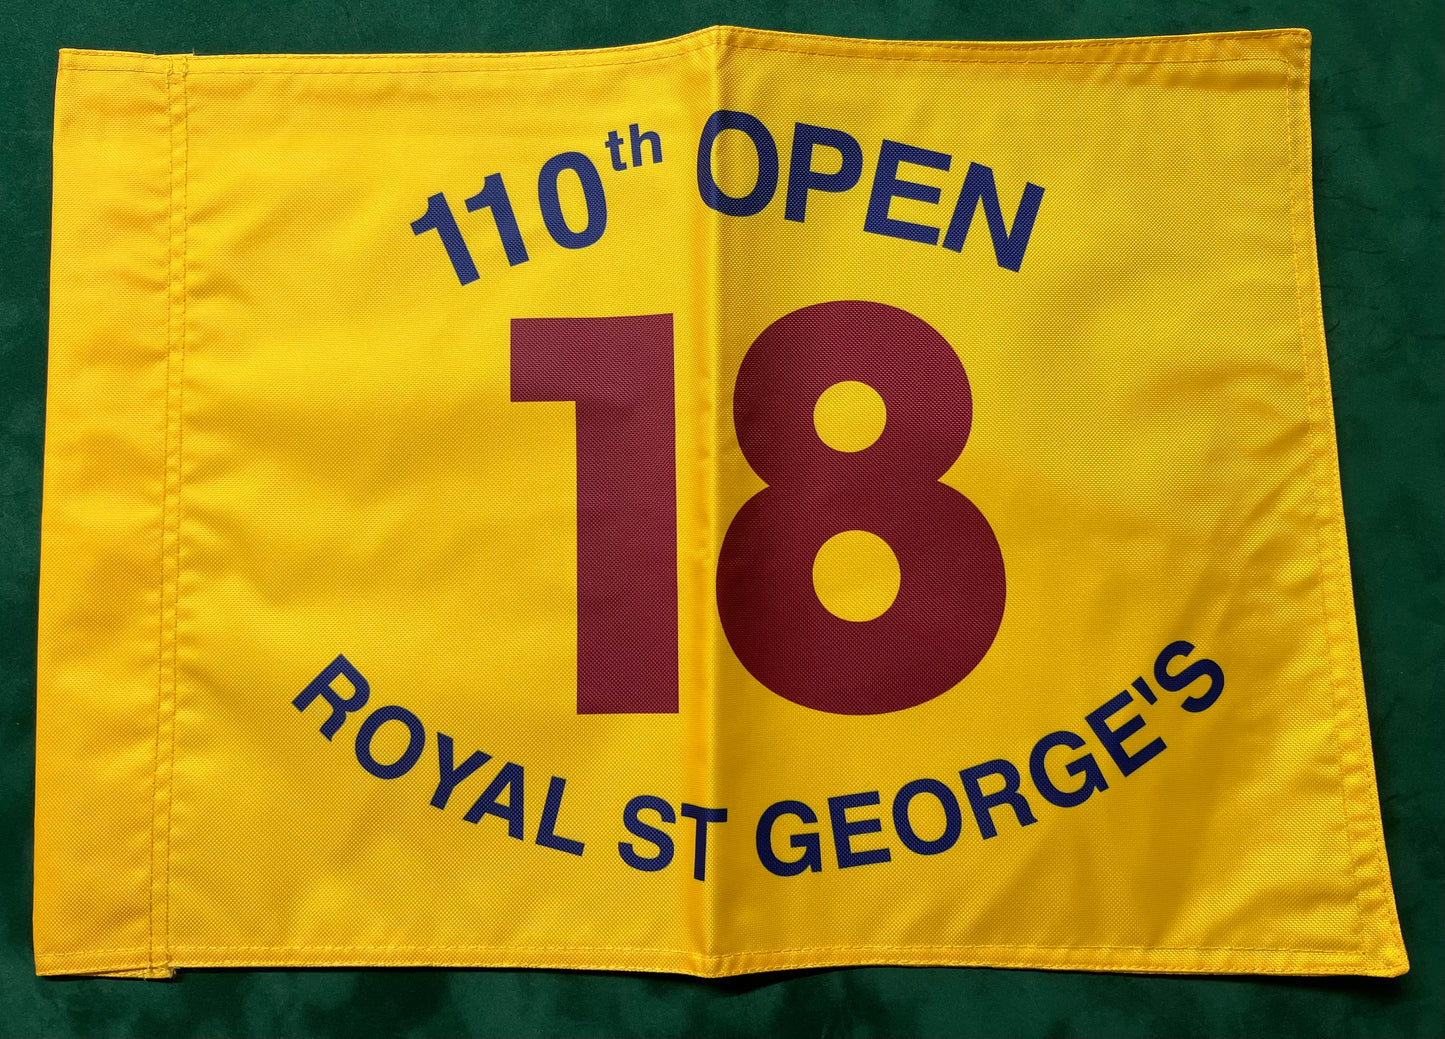 110th OPEN
18
ROYAL ST GEORGE'S